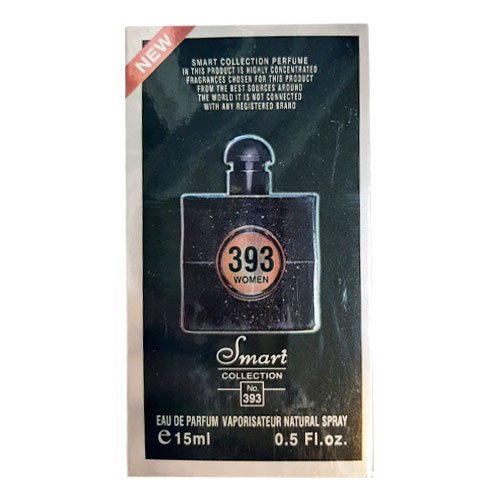 NEW
SMART COLLECTION PERFUME
IN THIS PRODUCT IS HIGHLY CONCENTRATED
FRAGRANCES CHOSEN FOR THIS PRODUCT
FROM THE BEST SOURCES AROUND
THE WORLD IT IS NOT CONNECTED
WITH ANY REGISTERED BRAND
393
WOMEN
Smart
COLLECTION
No.
393
EAU DE PARFUM VAPORISATEUR NATURAL SPRAY
e 15ml 0.5 Fl.oz.